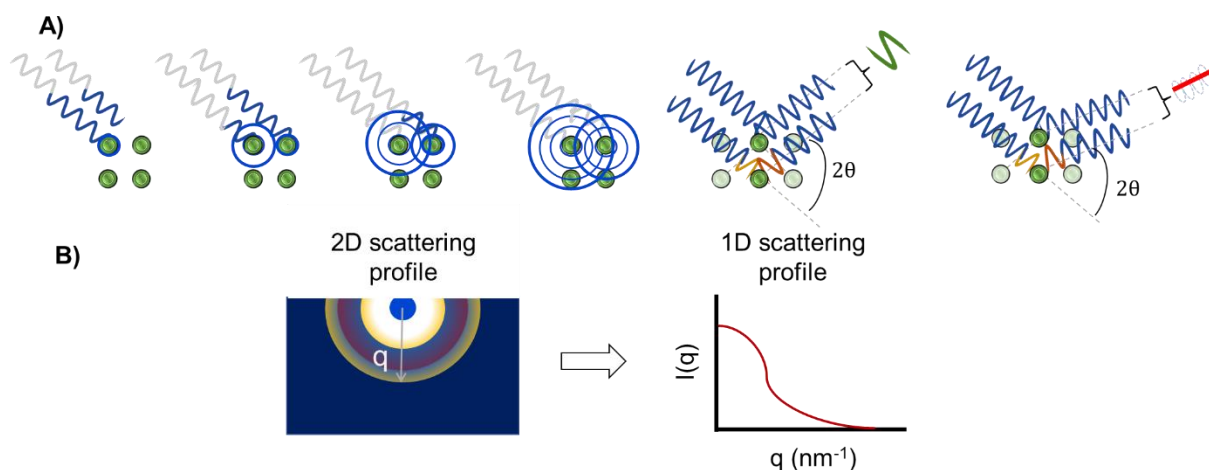 A)
2θ
2θ
B)
2D scattering
profile
1D scattering
profile
q
I(q)
q (nm⁻¹)